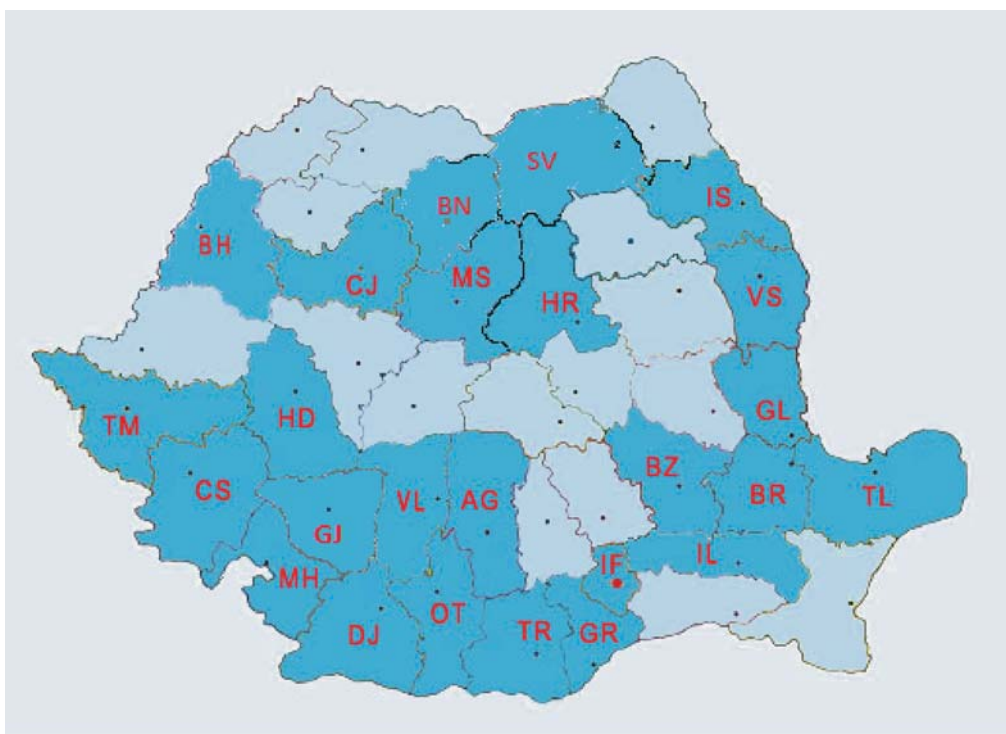 SV
IS
BN
BH
CJ
MS
HR
VS
TM
HD
GL
CS
GJ
VL
AG
BZ
BR
TL
MH
DJ
OT
TR
GR
IF
IL